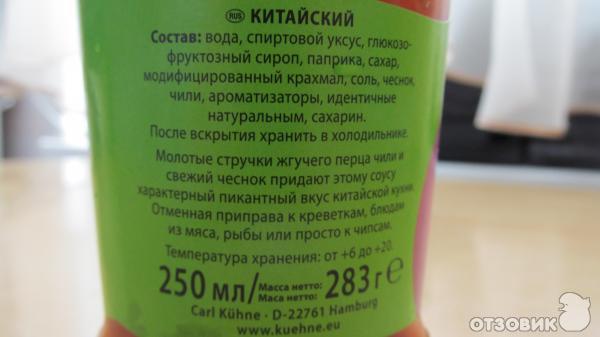 RUS КИТАЙСКИЙ
Состав: вода, спиртовой уксус, глюкозо-
фруктозный сироп, паприка, сахар,
модифицированный крахмал, соль, чеснок,
чили, ароматизаторы, идентичные
натуральным, сахарин.
После вскрытия хранить в холодильнике.
Молотые стручки жгучего перца чили и
свежий чеснок придают этому соусу
характерный пикантный вкус китайской кухни.
Отменная приправа к креветкам, блюдам
из мяса, рыбы или просто к чипсам.
Температура хранения: от +6 до +20.
250 мл/ Масса нетто: 283 г ℮
Маса нетто:
Carl Kühne - D-22761 Hamburg
www.kuehne.eu
ОТЗОВИК